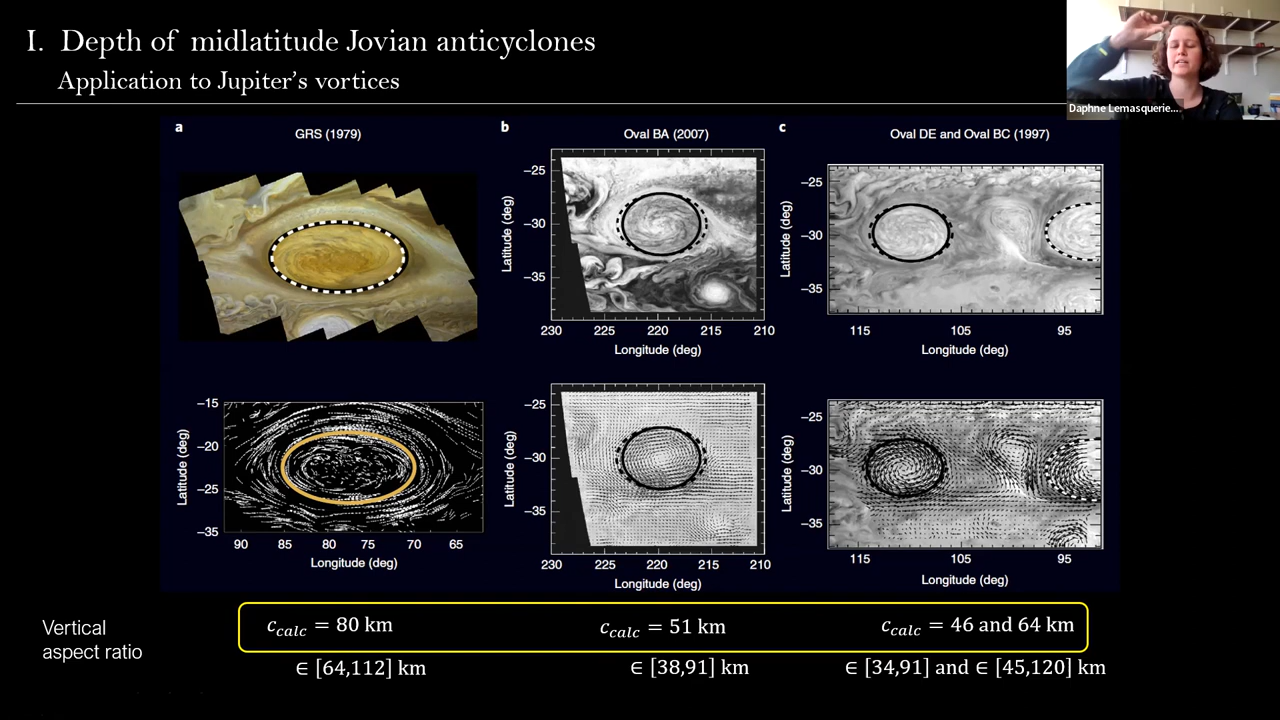 I. Depth of midlatitude Jovian anticyclones
Application to Jupiter's vortices
Daphne Lemasquerie...
a
GRS (1979)
b
Oval BA (2007)
c
Oval DE and Oval BC (1997)
Latitude (deg)
−25
−30
−35
230 225 220 215 210
Longitude (deg)
Latitude (deg)
−25
−30
−35
115 105 95
Longitude (deg)
Latitude (deg)
−15
−20
−25
−35
90 85 80 75 70 65
Longitude (deg)
Latitude (deg)
−25
−30
−35
230 225 220 215 210
Longitude (deg)
Latitude (deg)
−25
−30
−35
115 105 95
Longitude (deg)
Vertical
aspect ratio
c_calc = 80 km
c_calc = 51 km
c_calc = 46 and 64 km
∈ [64,112] km
∈ [38,91] km
∈ [34,91] and ∈ [45,120] km